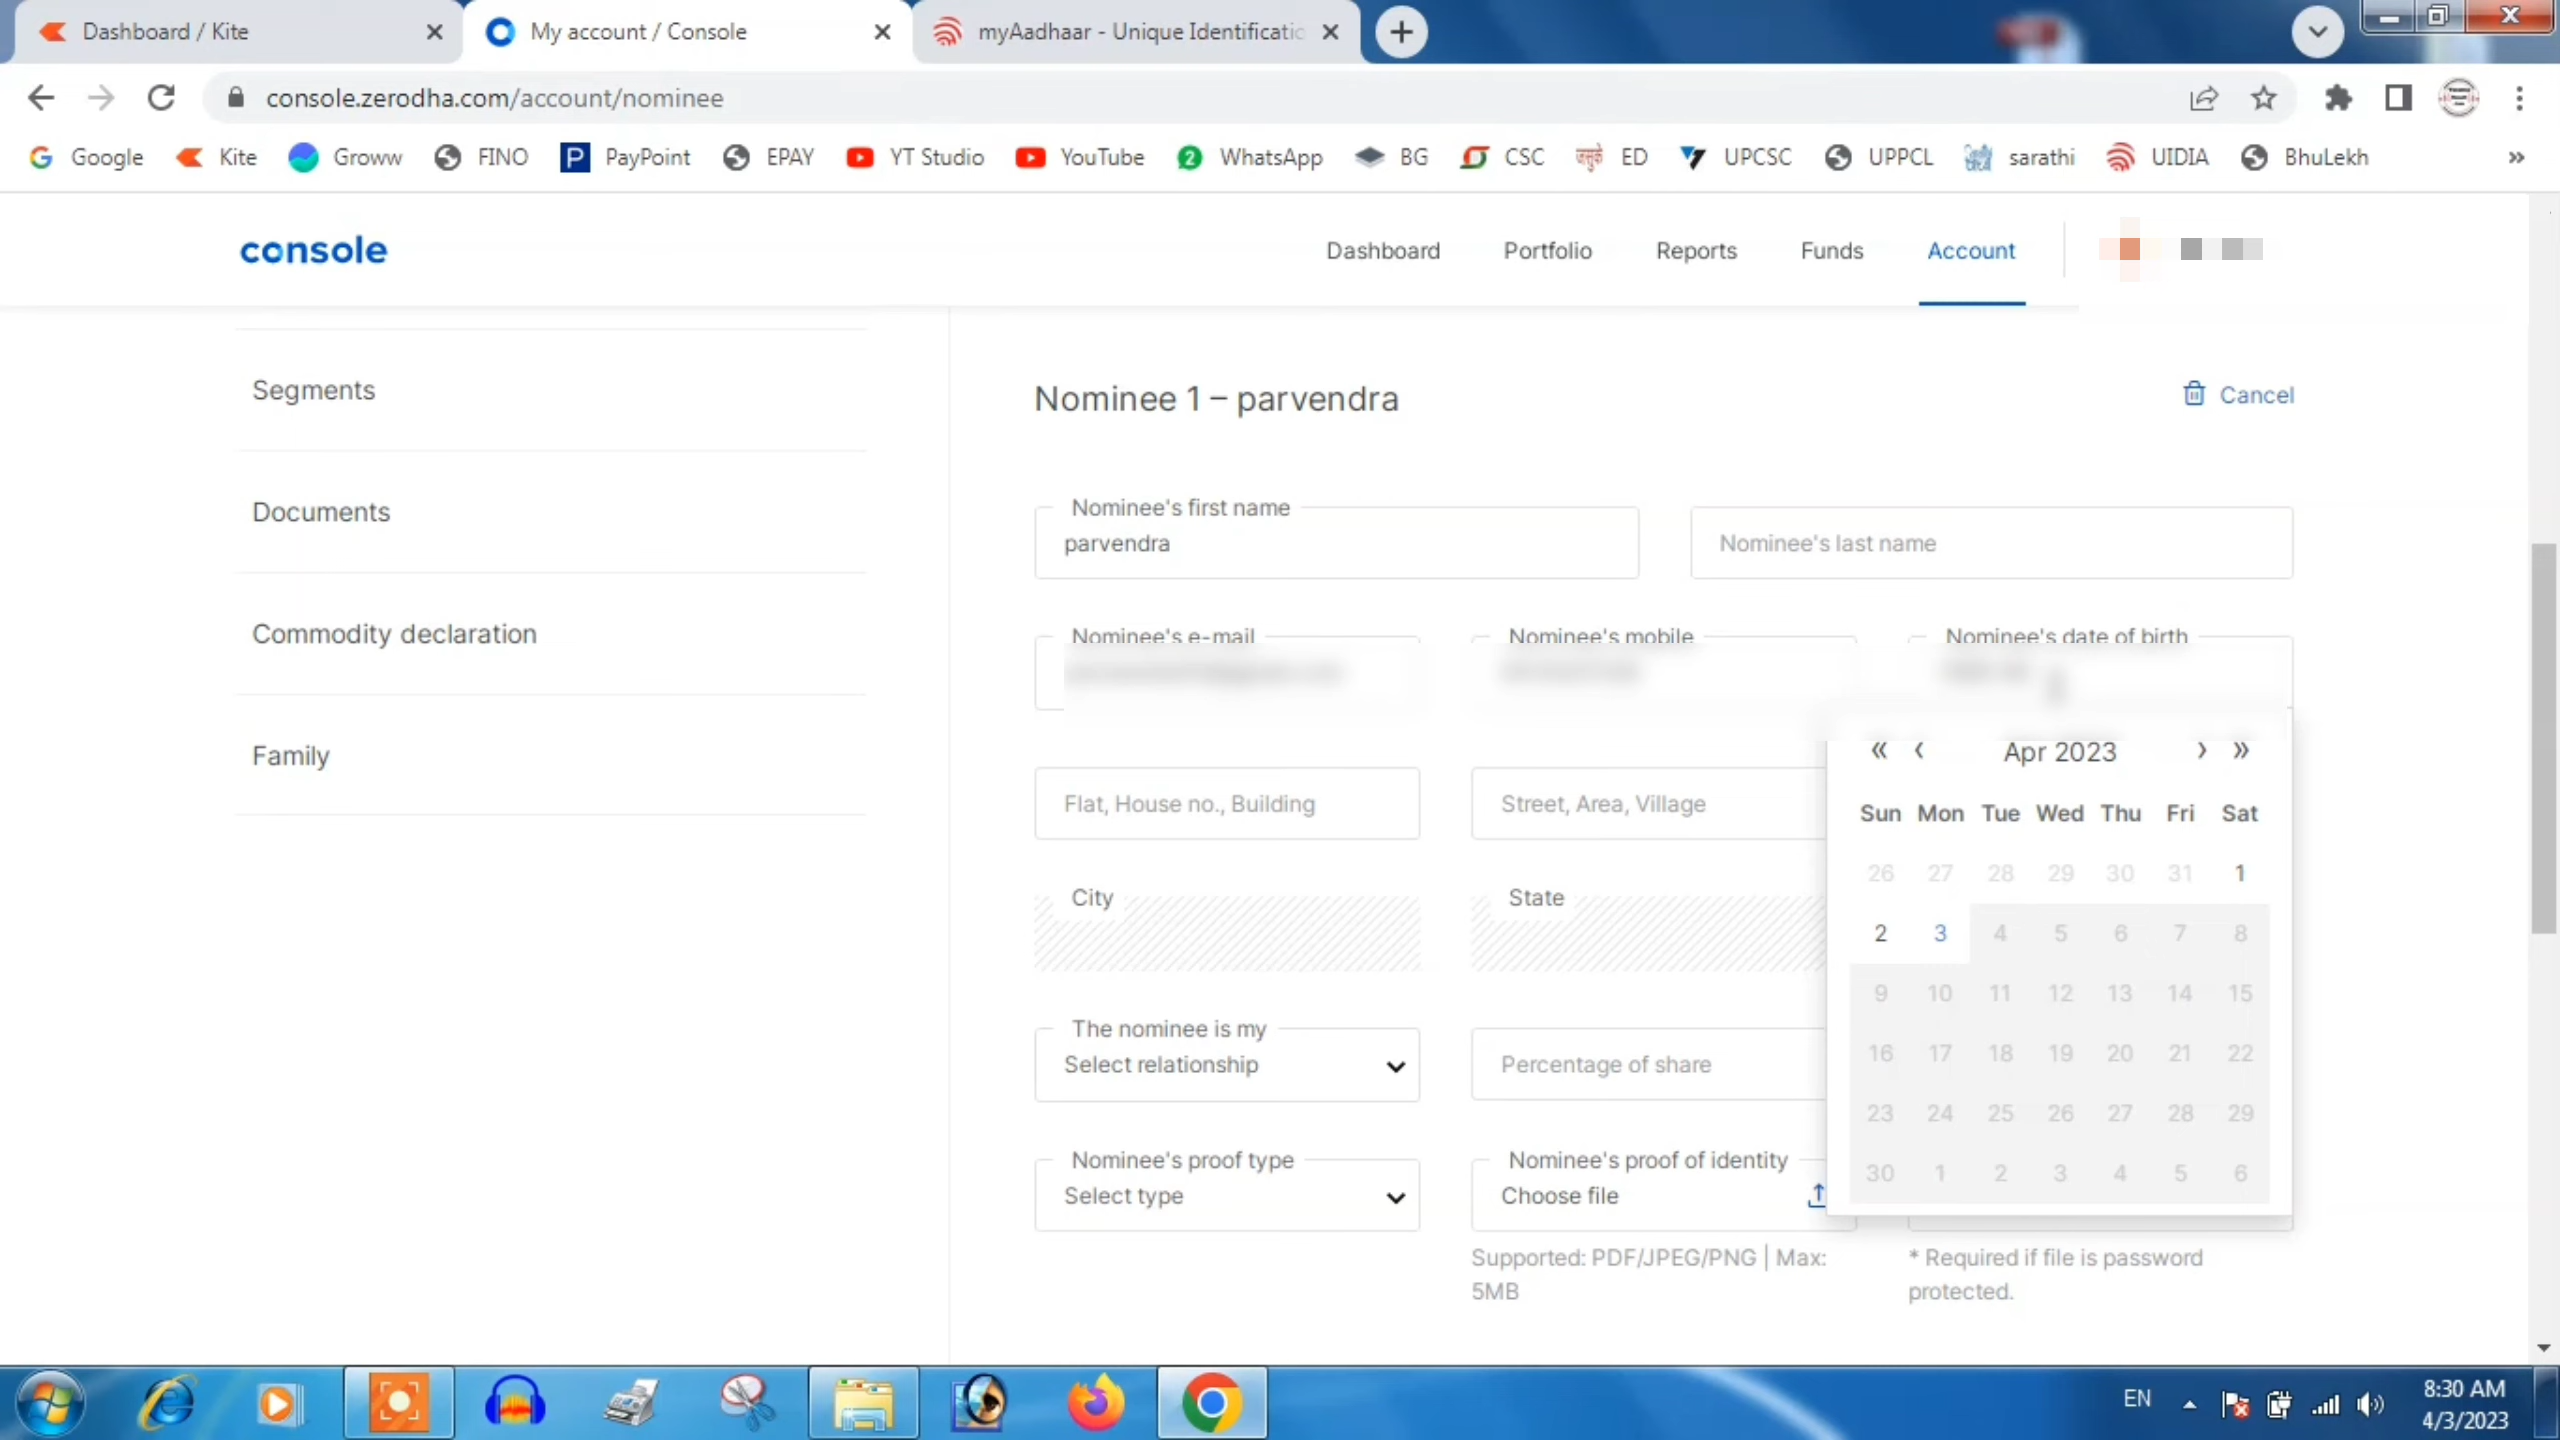 Dashboard / Kite
My account / Console
myAadhaar - Unique Identificatio
console.zerodha.com/account/nominee
Google
Kite
Groww
FINO
PayPoint
EPAY
YT Studio
YouTube
2 WhatsApp
BG
CSC
ED
UPCSC
UPPCL
sarathi
UIDIA
BhuLekh
»
console
Dashboard
Portfolio
Reports
Funds
Account
Segments
Documents
Commodity declaration
Family
Nominee 1 – parvendra
Cancel
Nominee's first name
parvendra
Nominee's last name
Nominee's e-mail
Nominee's mobile
Nominee's date of birth
Flat, House no., Building
Street, Area, Village
« ‹ Apr 2023 › »
Sun Mon Tue Wed Thu Fri Sat
26 27 28 29 30 31 1
2 3 4 5 6 7 8
9 10 11 12 13 14 15
16 17 18 19 20 21 22
23 24 25 26 27 28 29
30 1 2 3 4 5 6
City
State
The nominee is my
Select relationship
Percentage of share
Nominee's proof type
Select type
Nominee's proof of identity
Choose file
Supported: PDF/JPEG/PNG | Max:
5MB
* Required if file is password
protected.
EN
8:30 AM
4/3/2023